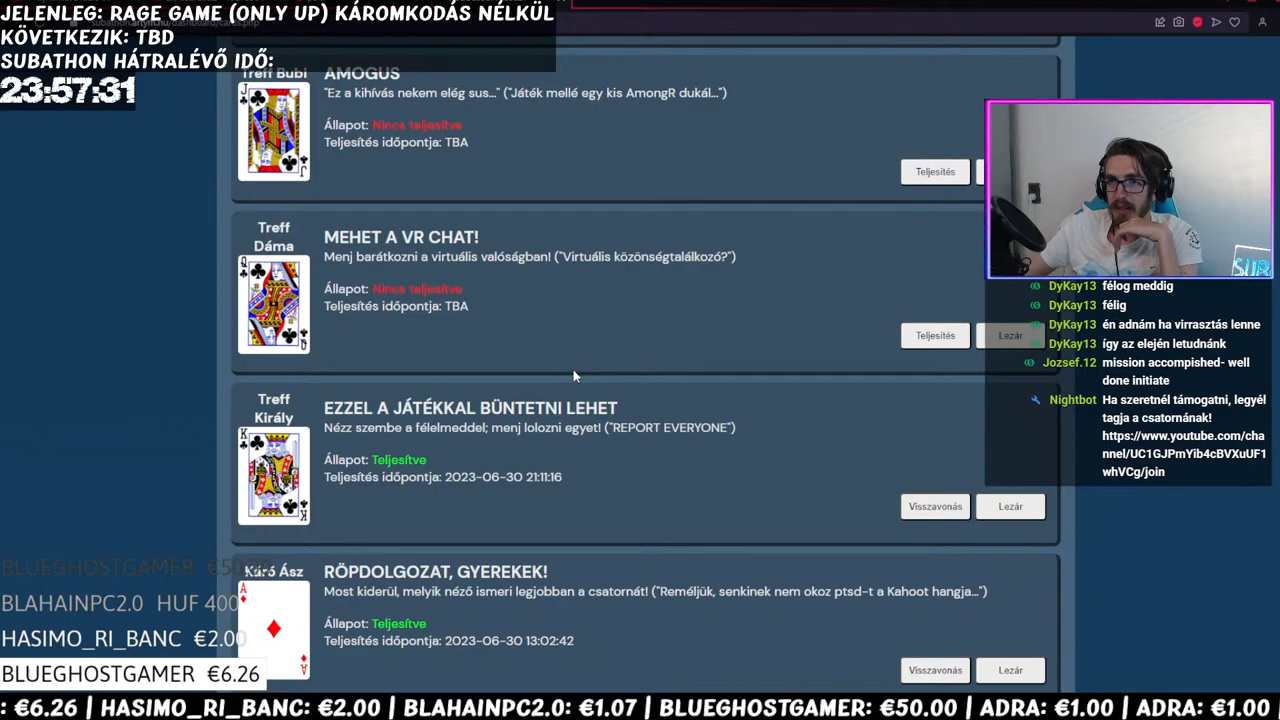 JELENLEG: RAGE GAME (ONLY UP) KÁROMKODÁS NÉLKÜL
KÖVETKEZIK: TBD
SUBATHON HÁTRALÉVŐ IDŐ:
23:57:31
Treff Bubi
AMOGUS
"Ez a kihívás nekem elég sus..." ("Játék mellé egy kis AmongR dukál...")
Állapot: Nincs teljesítve
Teljesítés időpontja: TBA
Teljesítés
Treff
Dáma
MEHET A VR CHAT!
Menj barátkozni a virtuális valóságban! ("Virtuális közönségtalálkozó?")
Állapot: Nincs teljesítve
Teljesítés időpontja: TBA
Teljesítés
Lezár
Treff
Király
EZZEL A JÁTÉKKAL BÜNTETNI LEHET
Nézz szembe a félelmeddel; menj lolozni egyet! ("REPORT EVERYONE")
Állapot: Teljesítve
Teljesítés időpontja: 2023-06-30 21:11:16
Visszavonás
Lezár
Káró Ász
RÖPDOLGOZAT, GYEREKEK!
Most kiderül, melyik néző ismeri legjobban a csatornát! ("Reméljük, senkinek nem okoz ptsd-t a Kahoot hangja...")
Állapot: Teljesítve
Teljesítés időpontja: 2023-06-30 13:02:42
Visszavonás
Lezár
DyKay13 félog meddig
DyKay13 félig
DyKay13 én adnám ha virrasztás lenne
DyKay13 így az elején letudnánk
Jozsef.12 mission accompished- well
done initiate
Nightbot Ha szeretnél támogatni, legyél
tagja a csatornának!
https://www.youtube.com/cha
nnel/UC1GJPmYib4cBVXuUF1
whVCg/join
BLUEGHOSTGAMER
BLAHAINPC2.0 HUF 400
HASIMO_RI_BANC €2.00
BLUEGHOSTGAMER €6.26
: €6.26 | HASIMO_RI_BANC: €2.00 | BLAHAINPC2.0: €1.07 | BLUEGHOSTGAMER: €50.00 | ADRA: €1.00 | ADRA: €1.00